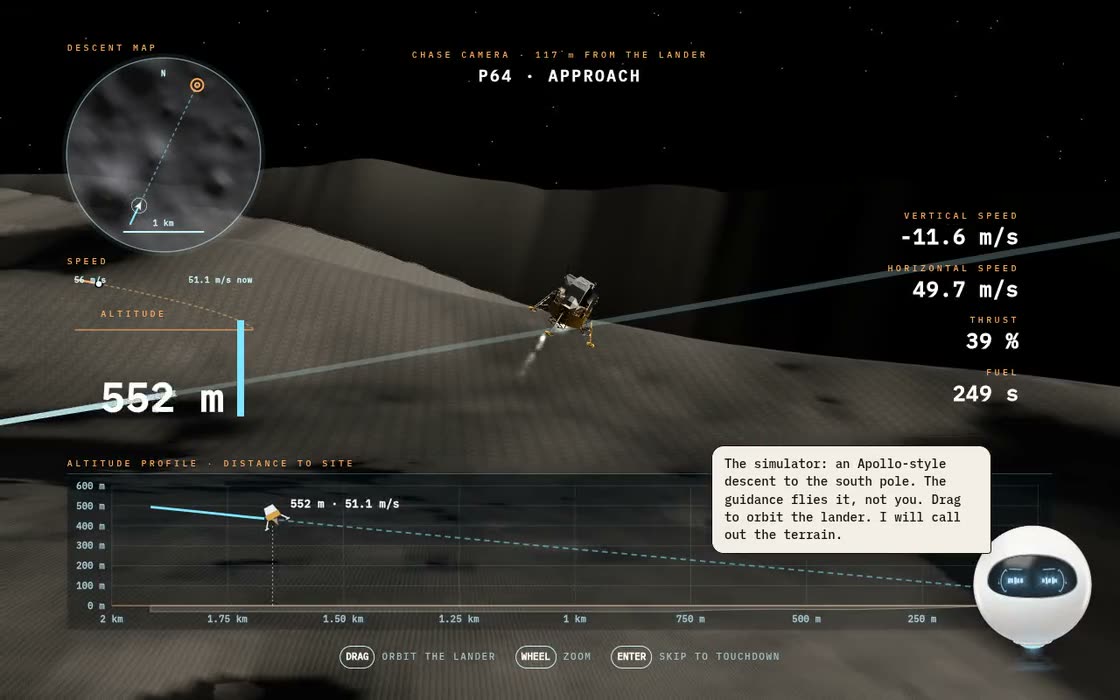 DESCENT MAP
N
1 km
CHASE CAMERA · 117 m FROM THE LANDER
P64 · APPROACH
SPEED
56 m/s
51.1 m/s now
ALTITUDE
552 m
VERTICAL SPEED
-11.6 m/s
HORIZONTAL SPEED
49.7 m/s
THRUST
39 %
FUEL
249 s
ALTITUDE PROFILE · DISTANCE TO SITE
600 m
500 m
400 m
300 m
200 m
100 m
0 m
552 m · 51.1 m/s
2 km
1.75 km
1.50 km
1.25 km
1 km
750 m
500 m
250 m
The simulator: an Apollo-style
descent to the south pole. The
guidance flies it, not you. Drag
to orbit the lander. I will call
out the terrain.
DRAG ORBIT THE LANDER WHEEL ZOOM ENTER SKIP TO TOUCHDOWN